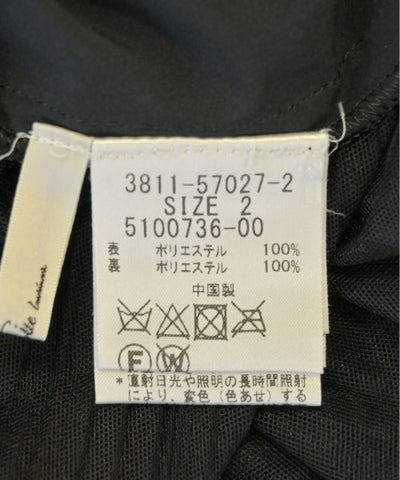 3811-57027-2
SIZE 2
5100736-00
表 ポリエステル 100%
裏 ポリエステル 100%
中国製
F W
*直射日光や照明の長時間照射
により、変色(色あせ)する